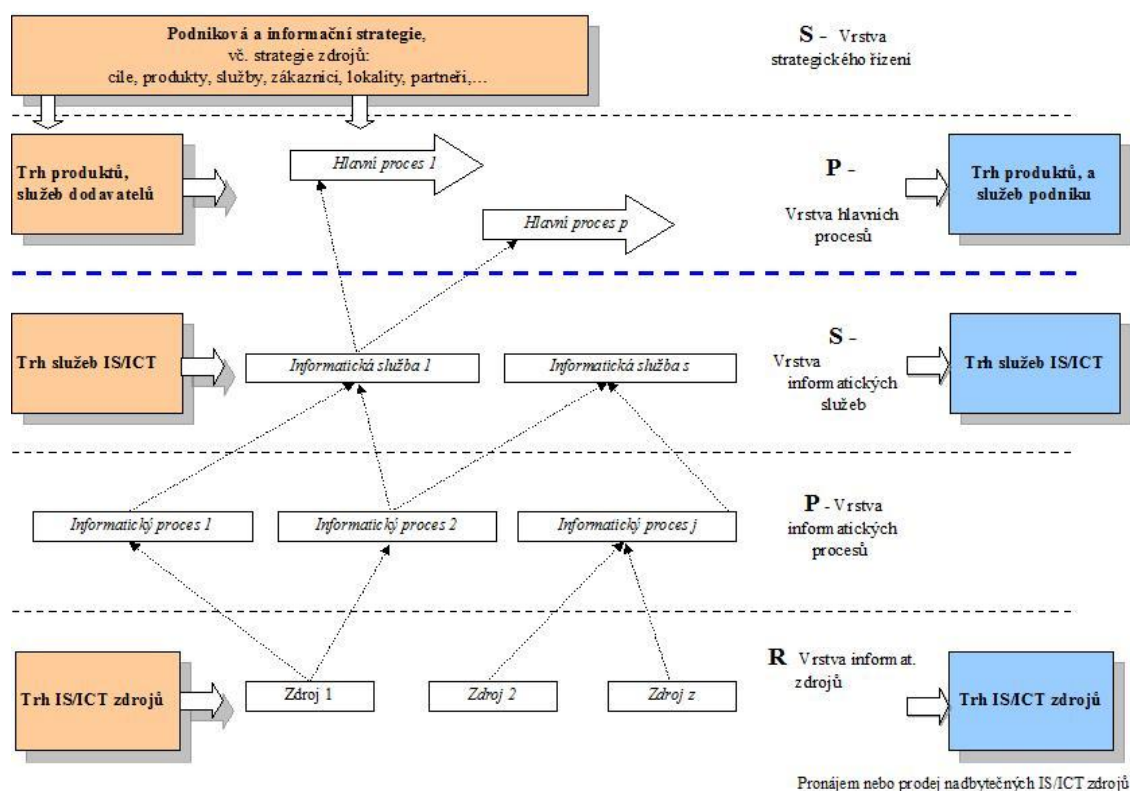 Podniková a informační strategie,
vč. strategie zdrojů:
cíle, produkty, služby, zákazníci, lokality, partneři,…
S – Vrstva
strategického řízení
Trh produktů,
služeb dodavatelů
Hlavní proces 1
Hlavní proces p
P –
Vrstva hlavních
procesů
Trh produktů, a
služeb podniku
Trh služeb IS/ICT
Informatická služba 1
Informatická služba s
S –
Vrstva
informatických
služeb
Trh služeb IS/ICT
Informatický proces 1
Informatický proces 2
Informatický proces j
P - Vrstva
informatických
procesů
Trh IS/ICT zdrojů
Zdroj 1
Zdroj 2
Zdroj z
R Vrstva informat.
zdrojů
Trh IS/ICT zdrojů
Pronájem nebo prodej nadbytečných IS/ICT zdrojů